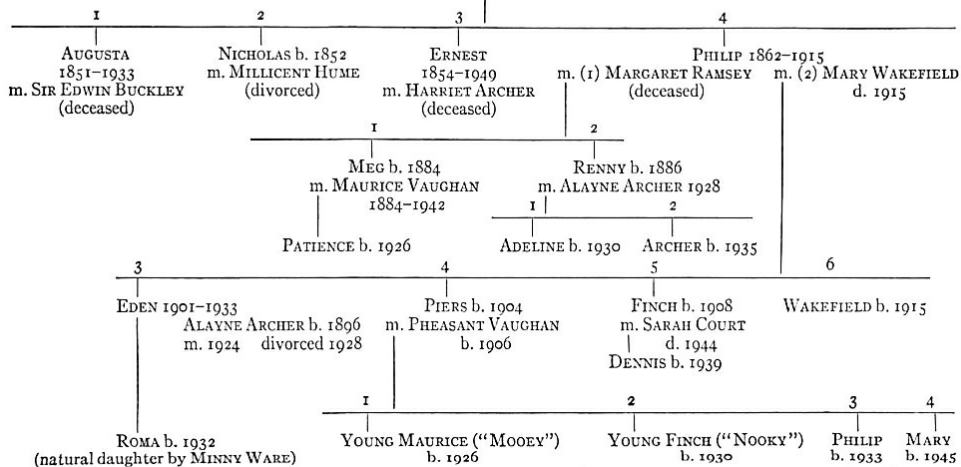 1 2 3 4
AUGUSTA NICHOLAS b. 1852 ERNEST PHILIP 1862–1915
1851–1933 m. MILLICENT HUME 1854–1949 m. (1) MARGARET RAMSEY m. (2) MARY WAKEFIELD
m. SIR EDWIN BUCKLEY (divorced) m. HARRIET ARCHER (deceased) d. 1915
(deceased) (deceased)
1 2
MEG b. 1884 RENNY b. 1886
m. MAURICE VAUGHAN m. ALAYNE ARCHER 1928
1884–1942 1 2
PATIENCE b. 1926 ADELINE b. 1930 ARCHER b. 1935
3 4 5 6
EDEN 1901–1933 PIERS b. 1904 FINCH b. 1908 WAKEFIELD b. 1915
ALAYNE ARCHER b. 1896 m. PHEASANT VAUGHAN m. SARAH COURT
m. 1924 divorced 1928 b. 1906 d. 1944
DENNIS b. 1939
1 2 3 4
ROMA b. 1932 YOUNG MAURICE (“MOOEY”) YOUNG FINCH (“NOOKY”) PHILIP MARY
(natural daughter by MINNY WARE) b. 1926 b. 1930 b. 1933 b. 1945